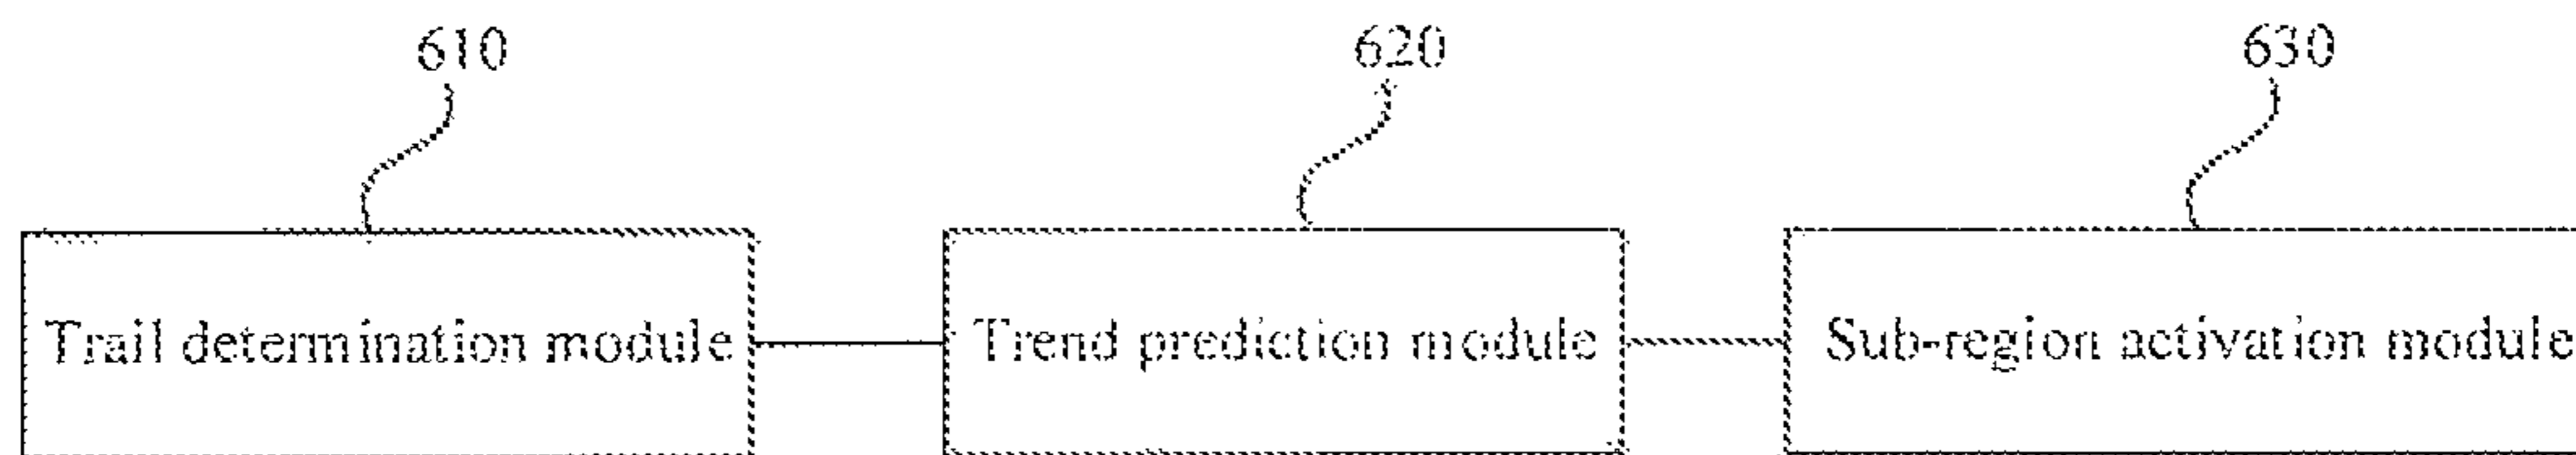 610 620 630
Trail determination module Trend prediction module Sub-region activation module